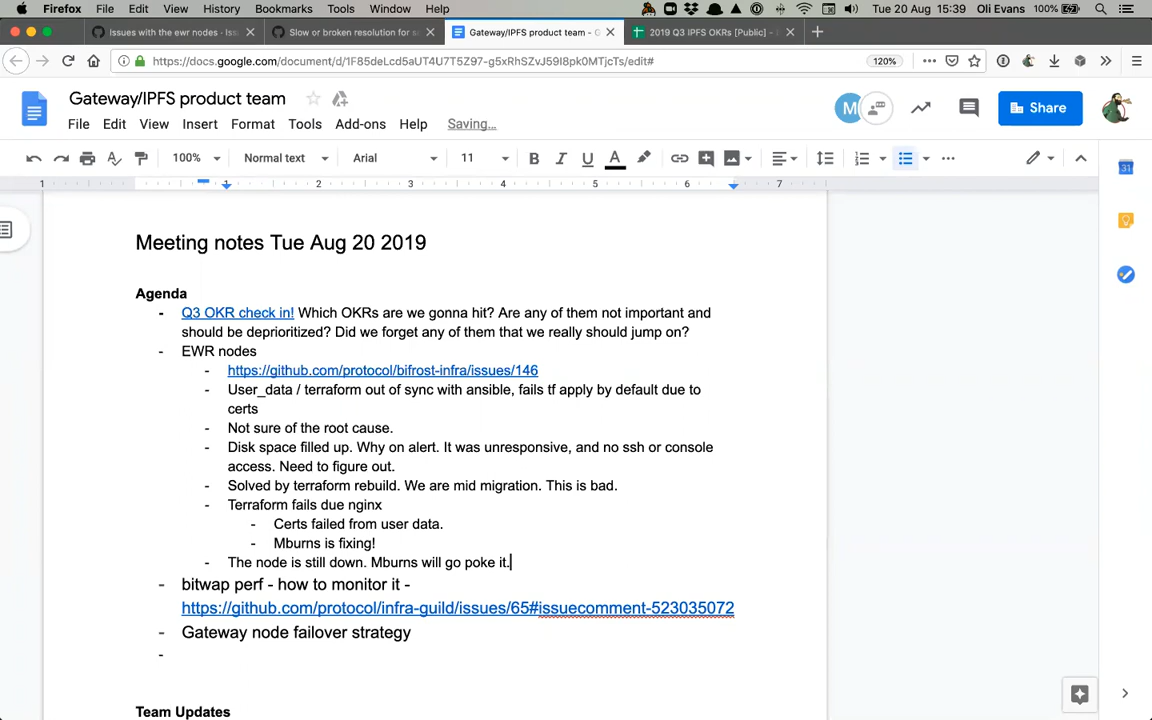 Firefox File Edit View History Bookmarks Tools Window Help Tue 20 Aug 15:39 Oli Evans 100%
Issues with the ewr nodes · Iss Slow or broken resolution for s Gateway/IPFS product team - G 2019 Q3 IPFS OKRs [Public] -
https://docs.google.com/document/d/1F85deLcd5aUT4U7T5Z97-g5xRhSZvJ59I8pk0MTjcTs/edit# 120%
Gateway/IPFS product team
M
Share
File Edit View Insert Format Tools Add-ons Help Saving…
100% Normal text Arial 11 B I U A
1 1 2 3 4 5 6 7
31
Meeting notes Tue Aug 20 2019
Agenda
- Q3 OKR check in! Which OKRs are we gonna hit? Are any of them not important and
should be deprioritized? Did we forget any of them that we really should jump on?
- EWR nodes
- https://github.com/protocol/bifrost-infra/issues/146
- User_data / terraform out of sync with ansible, fails tf apply by default due to
certs
- Not sure of the root cause.
- Disk space filled up. Why on alert. It was unresponsive, and no ssh or console
access. Need to figure out.
- Solved by terraform rebuild. We are mid migration. This is bad.
- Terraform fails due nginx
- Certs failed from user data.
- Mburns is fixing!
- The node is still down. Mburns will go poke it.
- bitwap perf - how to monitor it -
https://github.com/protocol/infra-guild/issues/65#issuecomment-523035072
- Gateway node failover strategy
-
Team Updates